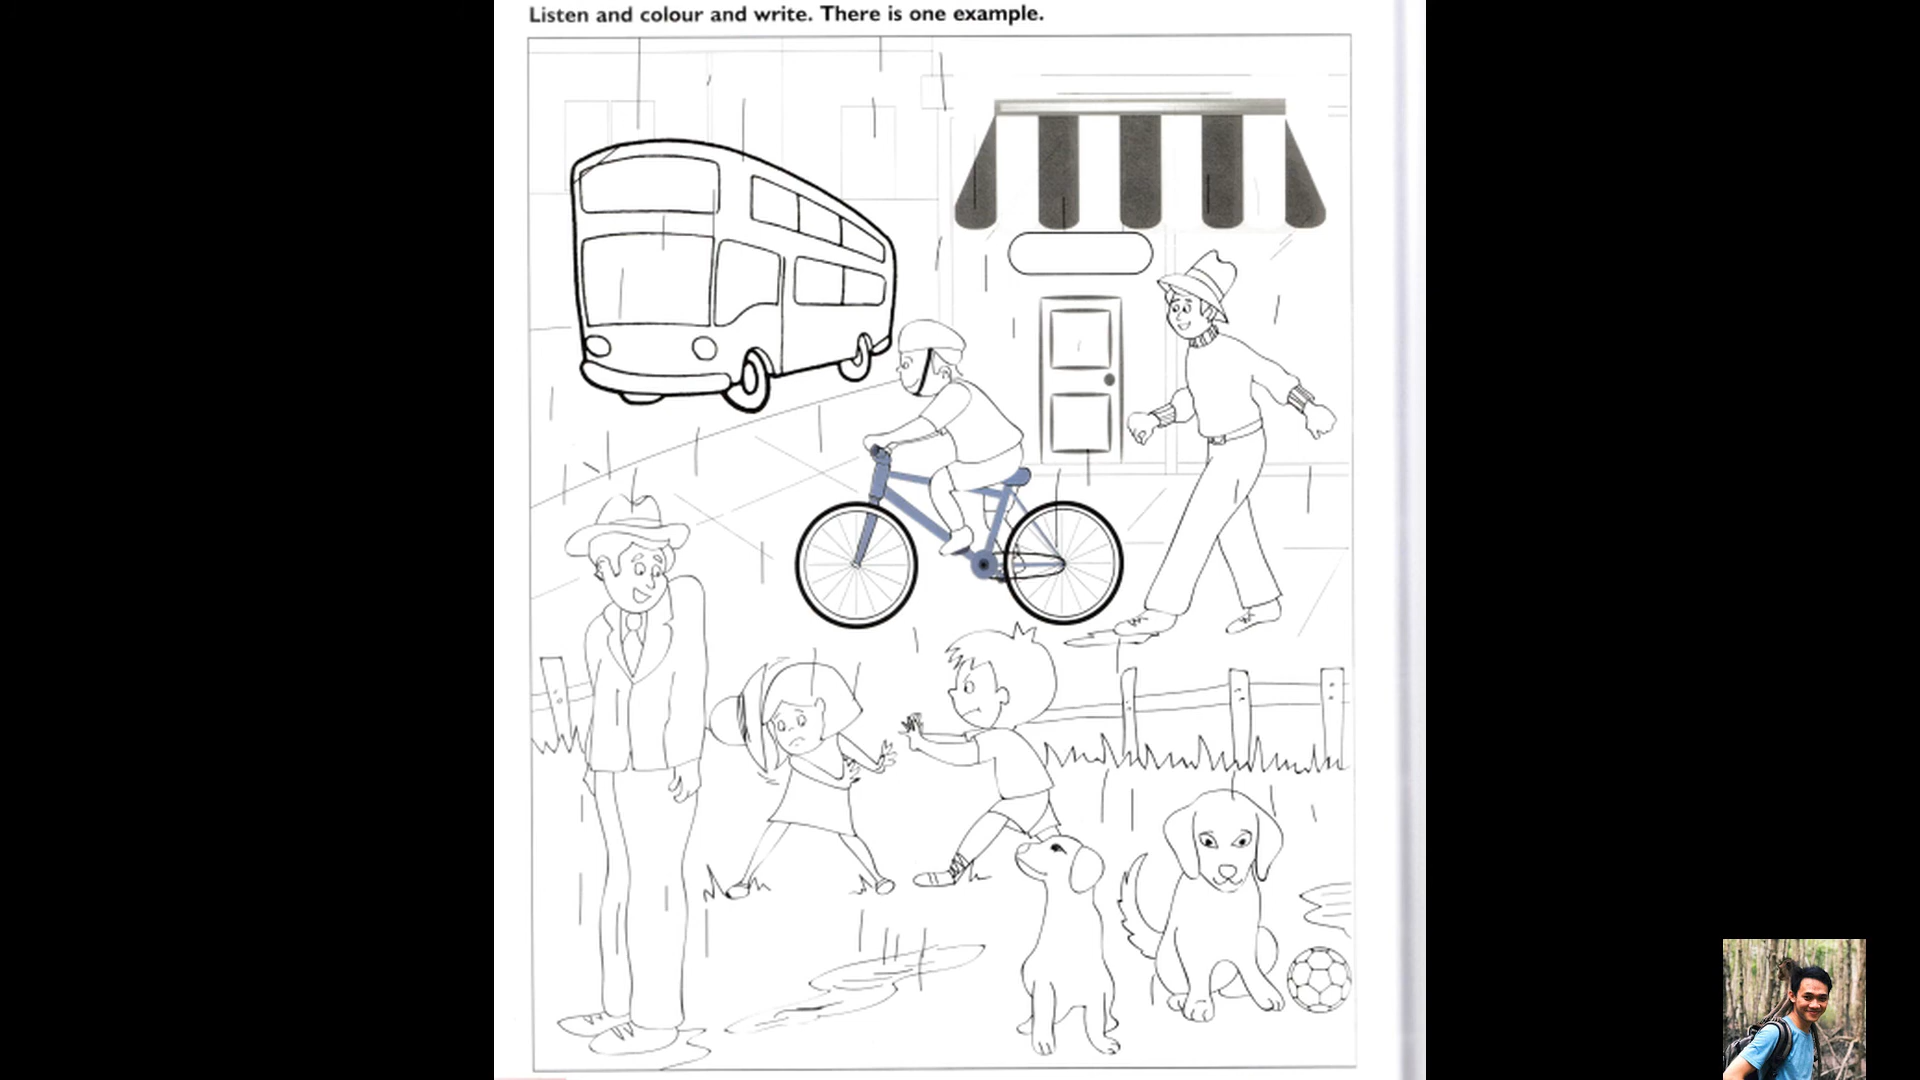 Listen and colour and write. There is one example.